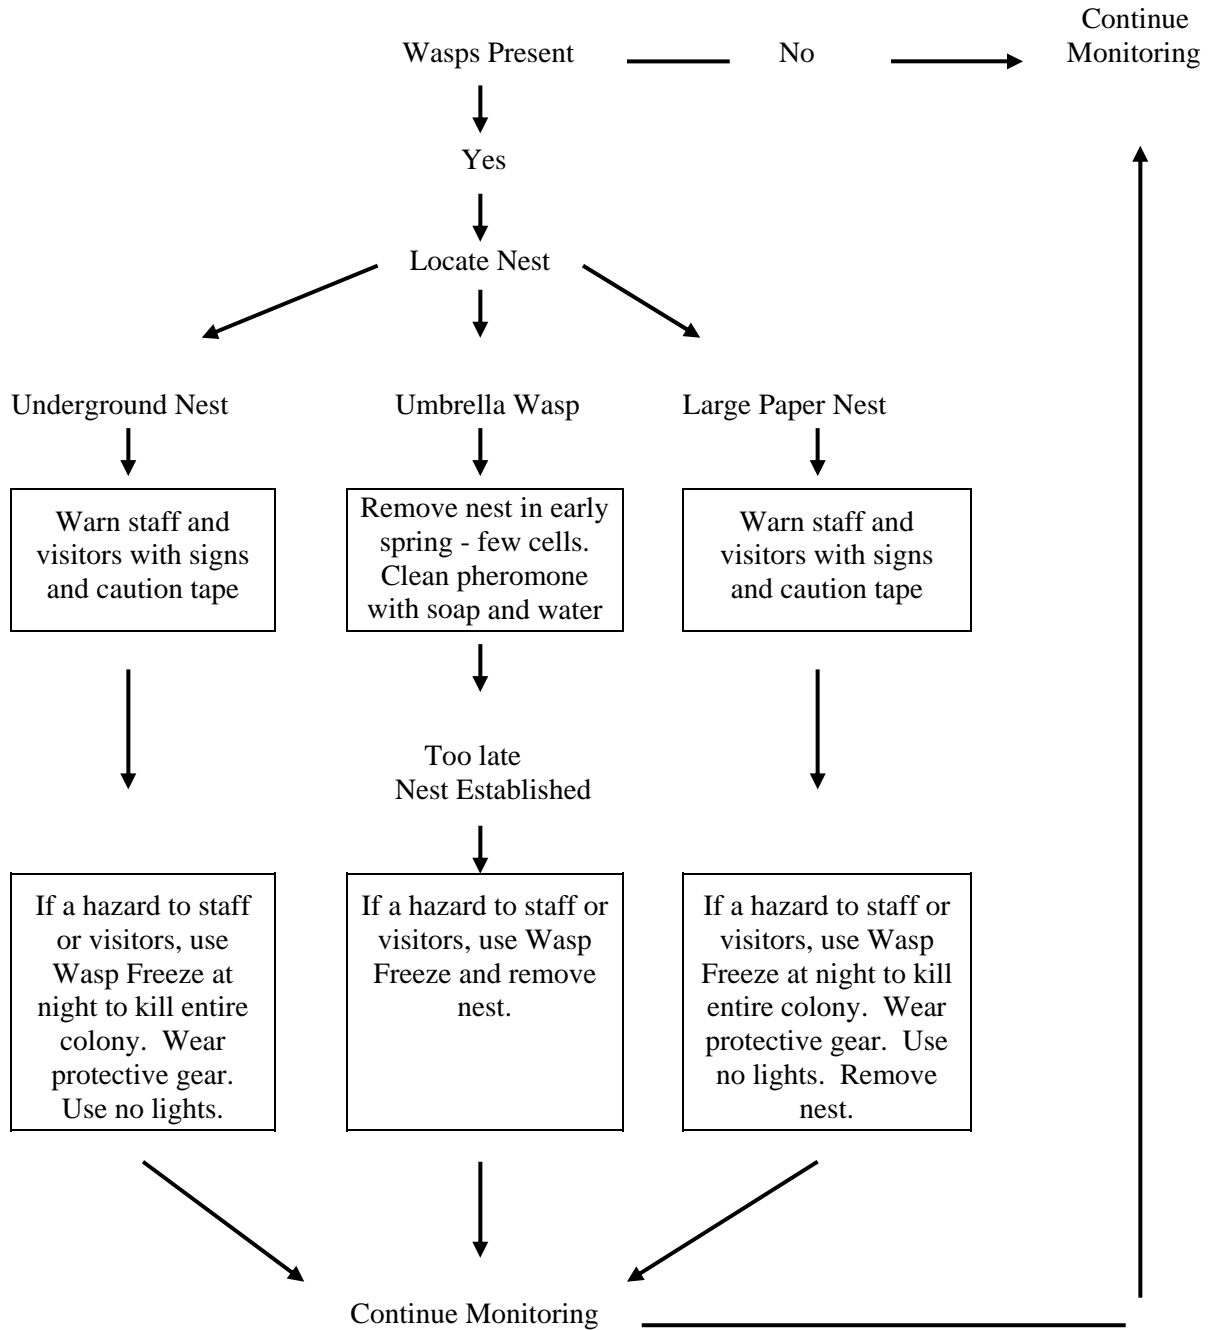 Continue
Monitoring
Wasps Present
No
Yes
Locate Nest
Underground Nest
Umbrella Wasp
Large Paper Nest
Warn staff and
visitors with signs
and caution tape
Remove nest in early
spring - few cells.
Clean pheromone
with soap and water
Warn staff and
visitors with signs
and caution tape
Too late
Nest Established
If a hazard to staff
or visitors, use
Wasp Freeze at
night to kill entire
colony.  Wear
protective gear.
Use no lights.
If a hazard to staff or
visitors, use Wasp
Freeze and remove
nest.
If a hazard to staff or
visitors, use Wasp
Freeze at night to kill
entire colony.  Wear
protective gear.  Use
no lights.  Remove
nest.
Continue Monitoring